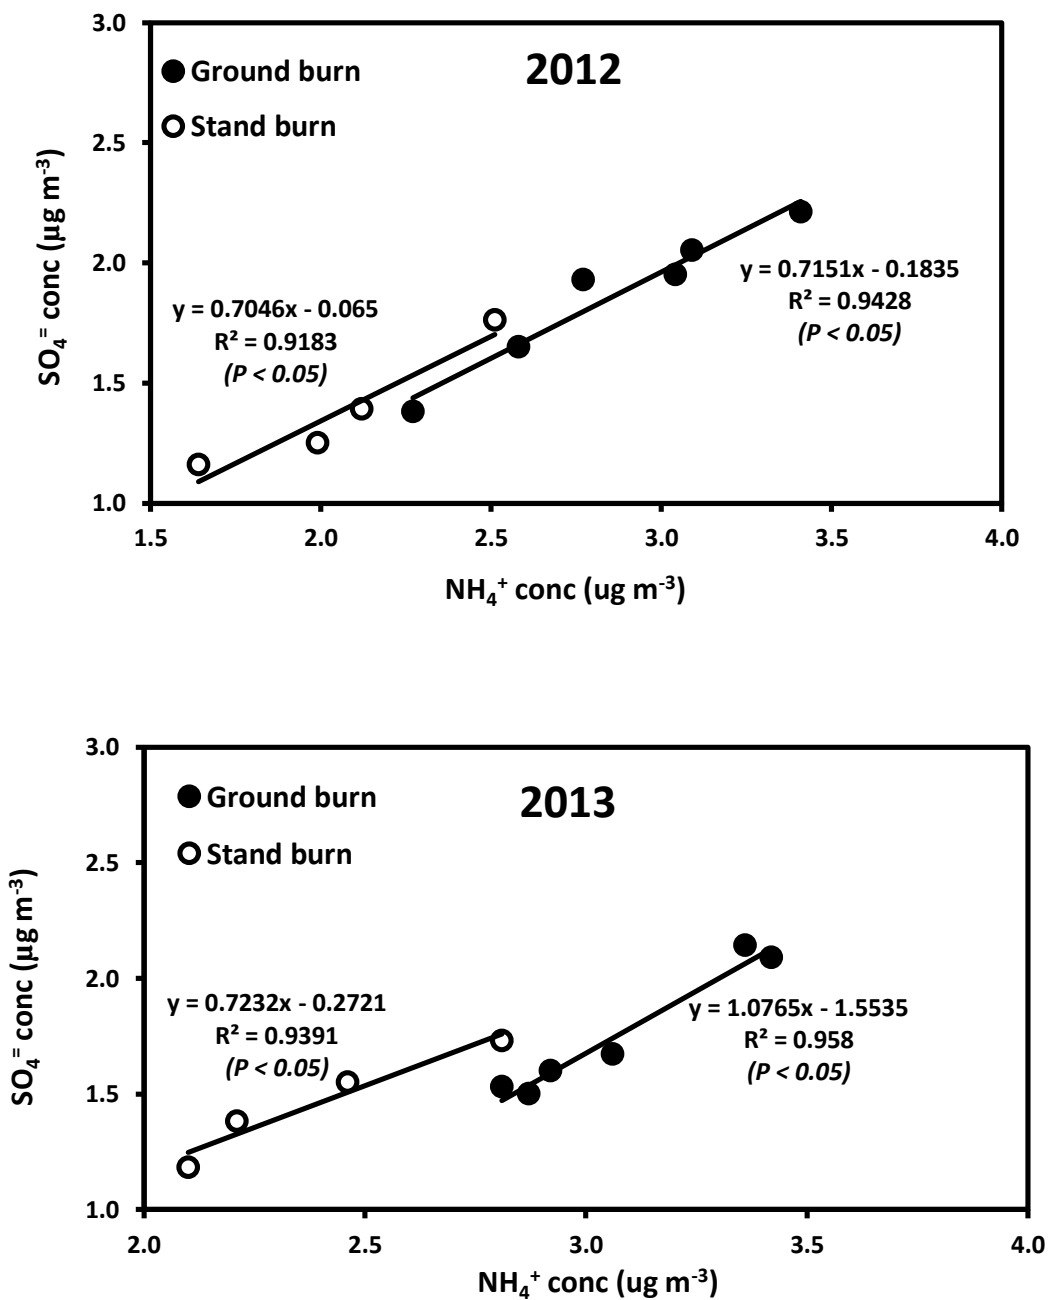 3.0
Ground burn
2012
Stand burn
2.5
2.0
1.5
1.0
SO₄⁼ conc (µg m⁻³)
y = 0.7151x - 0.1835
R² = 0.9428
(P < 0.05)
y = 0.7046x - 0.065
R² = 0.9183
(P < 0.05)
1.5 2.0 2.5 3.0 3.5 4.0
NH₄⁺ conc (ug m⁻³)
3.0
Ground burn
2013
Stand burn
2.5
2.0
1.5
1.0
SO₄⁼ conc (µg m⁻³)
y = 0.7232x - 0.2721
R² = 0.9391
(P < 0.05)
y = 1.0765x - 1.5535
R² = 0.958
(P < 0.05)
2.0 2.5 3.0 3.5 4.0
NH₄⁺ conc (ug m⁻³)